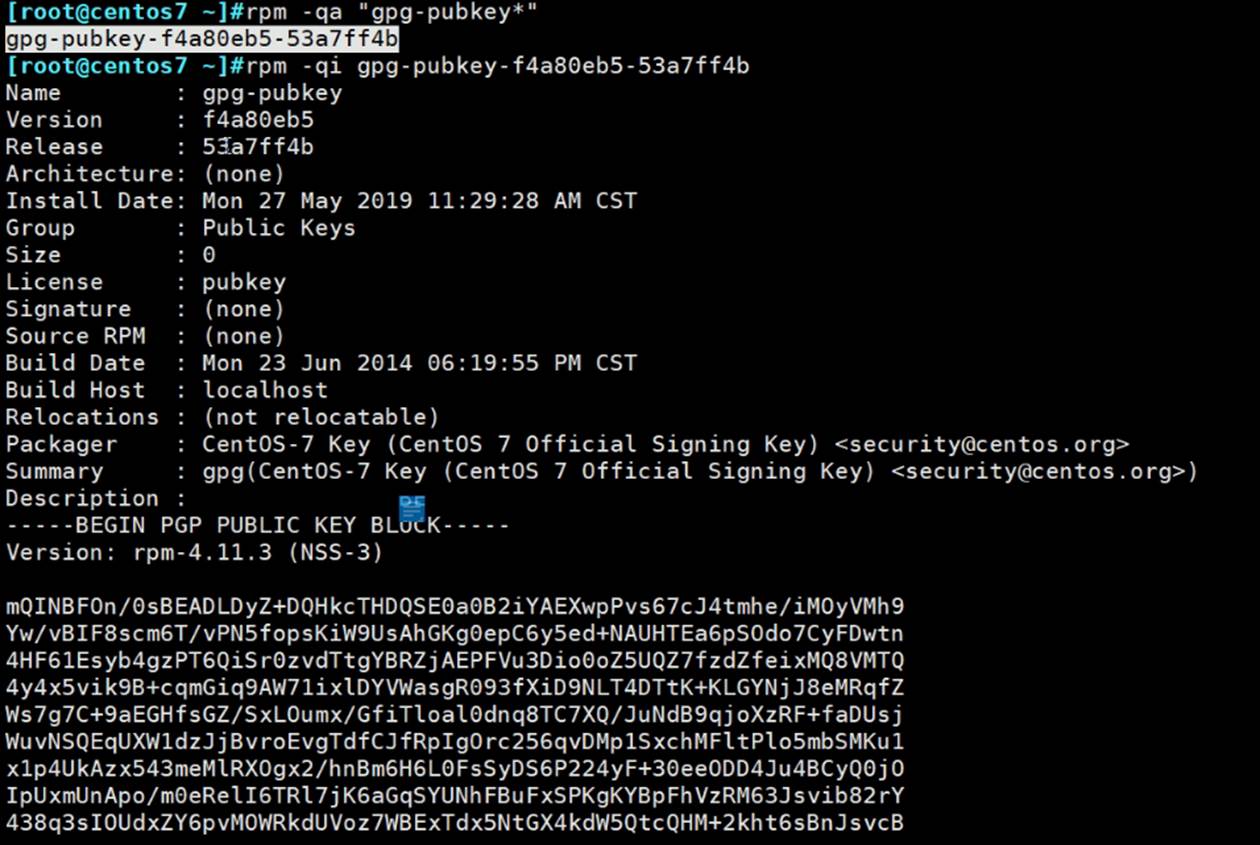 [root@centos7 ~]#rpm -qa "gpg-pubkey*"
gpg-pubkey-f4a80eb5-53a7ff4b
[root@centos7 ~]#rpm -qi gpg-pubkey-f4a80eb5-53a7ff4b
Name        : gpg-pubkey
Version     : f4a80eb5
Release     : 53a7ff4b
Architecture: (none)
Install Date: Mon 27 May 2019 11:29:28 AM CST
Group       : Public Keys
Size        : 0
License     : pubkey
Signature   : (none)
Source RPM  : (none)
Build Date  : Mon 23 Jun 2014 06:19:55 PM CST
Build Host  : localhost
Relocations : (not relocatable)
Packager    : CentOS-7 Key (CentOS 7 Official Signing Key) <security@centos.org>
Summary     : gpg(CentOS-7 Key (CentOS 7 Official Signing Key) <security@centos.org>)
Description :
-----BEGIN PGP PUBLIC KEY BLOCK-----
Version: rpm-4.11.3 (NSS-3)

mQINBFOn/0sBEADLDyZ+DQHkcTHDQSE0a0B2iYAEXwpPvs67cJ4tmhe/iMOyVMh9
Yw/vBIF8scm6T/vPN5fopsKiW9UsAhGKg0epC6y5ed+NAUHTEa6pSOdo7CyFDwtn
4HF61Esyb4gzPT6QiSr0zvdTtgYBRZjAEPFVu3Dio0oZ5UQZ7fzdZfeixMQ8VMTQ
4y4x5vik9B+cqmGiq9AW71ixlDYVWasgR093fXiD9NLT4DTtK+KLGYNjJ8eMRqfZ
Ws7g7C+9aEGHfsGZ/SxLOumx/GfiTloal0dnq8TC7XQ/JuNdB9qjoXzRF+faDUsj
WuvNSQEqUXW1dzJjBvroEvgTdfCJfRpIgOrc256qvDMp1SxchMFltPlo5mbSMKu1
x1p4UkAzx543meMlRXOgx2/hnBm6H6L0FsSyDS6P224yF+30eeODD4Ju4BCyQ0jO
IpUxmUnApo/m0eRelI6TRl7jK6aGqSYUNhFBuFxSPKgKYBpFhVzRM63Jsvib82rY
438q3sIOUdxZY6pvMOWRkdUVoz7WBExTdx5NtGX4kdW5QtcQHM+2kht6sBnJsvcB